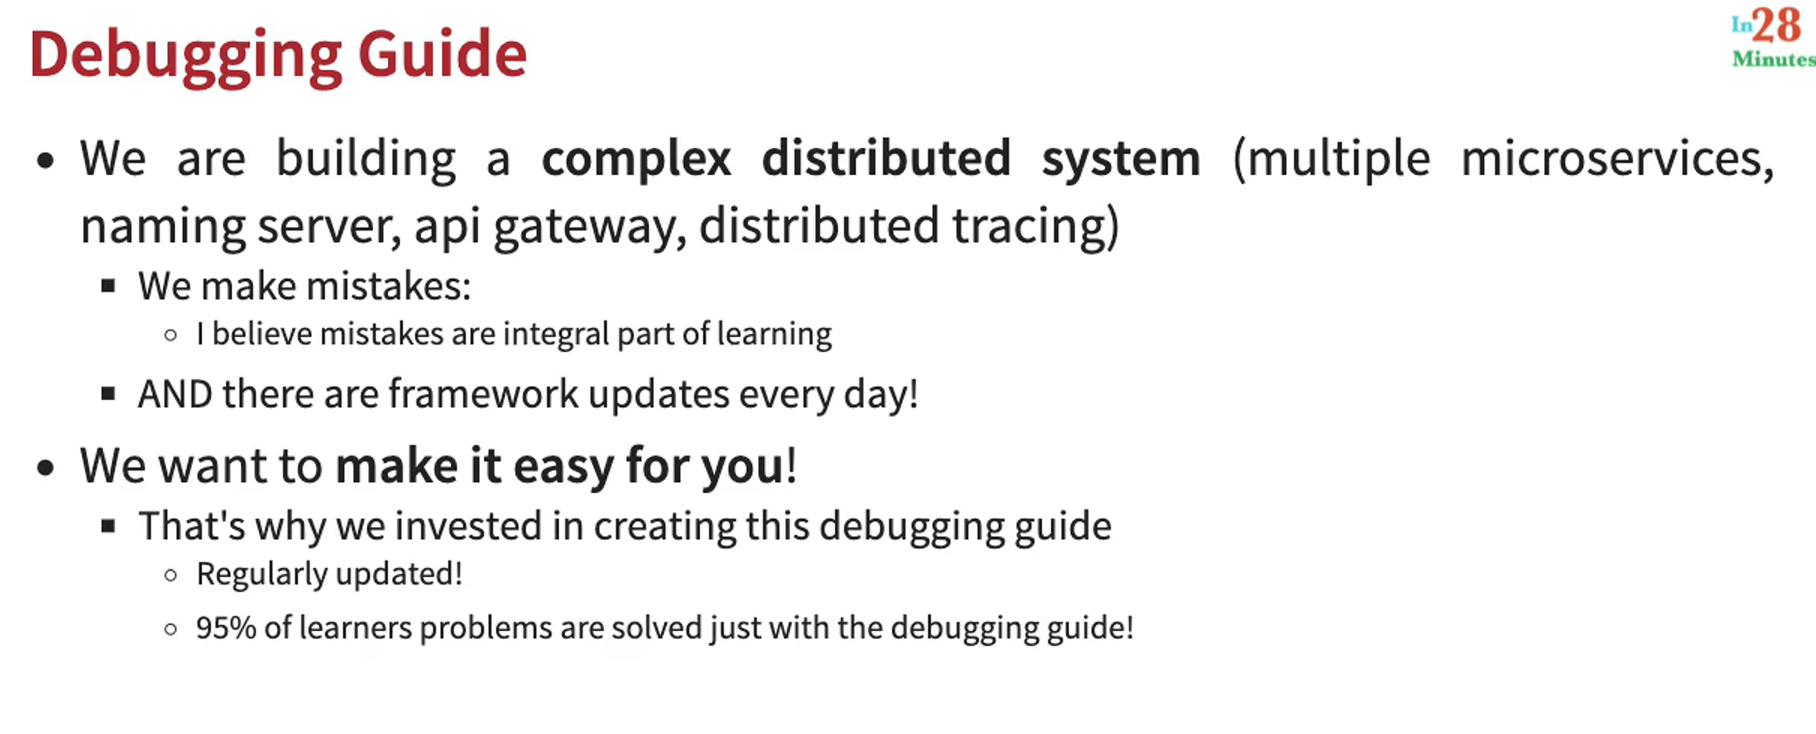 Debugging Guide
In28
Minutes
• We are building a complex distributed system (multiple microservices,
naming server, api gateway, distributed tracing)
▪ We make mistakes:
○ I believe mistakes are integral part of learning
▪ AND there are framework updates every day!
• We want to make it easy for you!
▪ That's why we invested in creating this debugging guide
○ Regularly updated!
○ 95% of learners problems are solved just with the debugging guide!